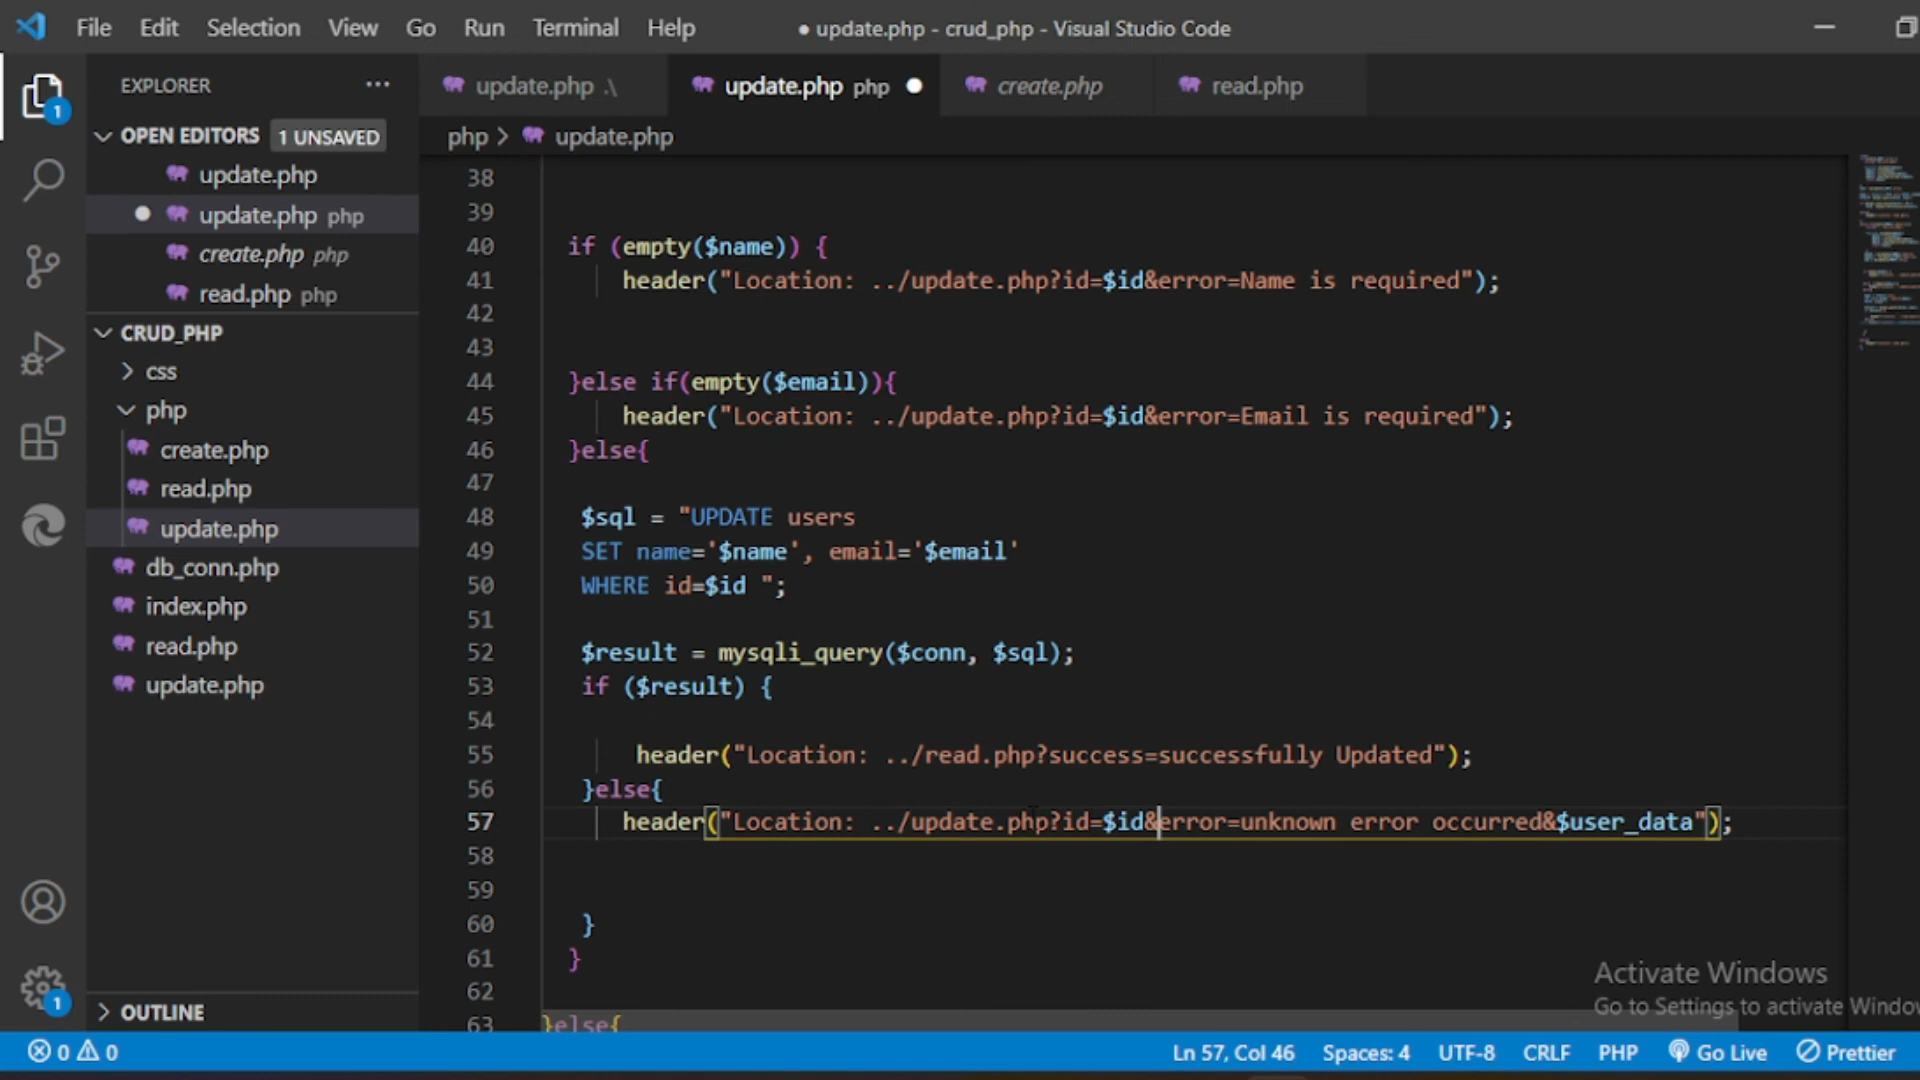 File Edit Selection View Go Run Terminal Help ● update.php - crud_php - Visual Studio Code
EXPLORER ...
update.php .\ update.php php create.php read.php
OPEN EDITORS 1 UNSAVED
php > update.php
update.php
update.php php
create.php php
read.php php
CRUD_PHP
css
php
create.php
read.php
update.php
db_conn.php
index.php
read.php
update.php
OUTLINE
38
39
40 if (empty($name)) {
41 header("Location: ../update.php?id=$id&error=Name is required");
42
43
44 }else if(empty($email)){
45 header("Location: ../update.php?id=$id&error=Email is required");
46 }else{
47
48 $sql = "UPDATE users
49 SET name='$name', email='$email'
50 WHERE id=$id ";
51
52 $result = mysqli_query($conn, $sql);
53 if ($result) {
54
55 header("Location: ../read.php?success=successfully Updated");
56 }else{
57 header("Location: ../update.php?id=$id&error=unknown error occurred&$user_data");
58
59
60 }
61 }
62
63 }else{
1
1
Activate Windows
Go to Settings to activate Windo
0 0 Ln 57, Col 46 Spaces: 4 UTF-8 CRLF PHP Go Live Prettier